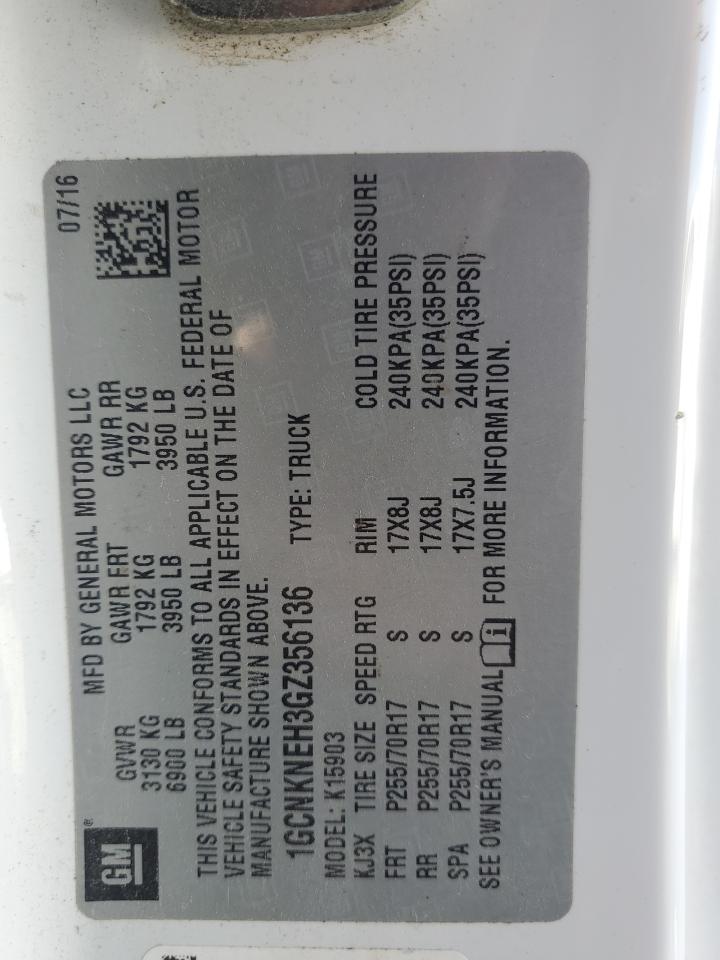 GM ®
MFD BY GENERAL MOTORS LLC 07/16
GVWR GAWR FRT GAWR RR
3130 KG 1792 KG 1792 KG
6900 LB 3950 LB 3950 LB
THIS VEHICLE CONFORMS TO ALL APPLICABLE U.S. FEDERAL MOTOR
VEHICLE SAFETY STANDARDS IN EFFECT ON THE DATE OF
MANUFACTURE SHOWN ABOVE.
1GCNKNEH3GZ356136 TYPE: TRUCK
MODEL: K15903
KJ3X TIRE SIZE SPEED RTG RIM COLD TIRE PRESSURE
FRT P255/70R17 S 17X8J 240KPA(35PSI)
RR P255/70R17 S 17X8J 240KPA(35PSI)
SPA P255/70R17 S 17X7.5J 240KPA(35PSI)
SEE OWNER'S MANUAL i FOR MORE INFORMATION.